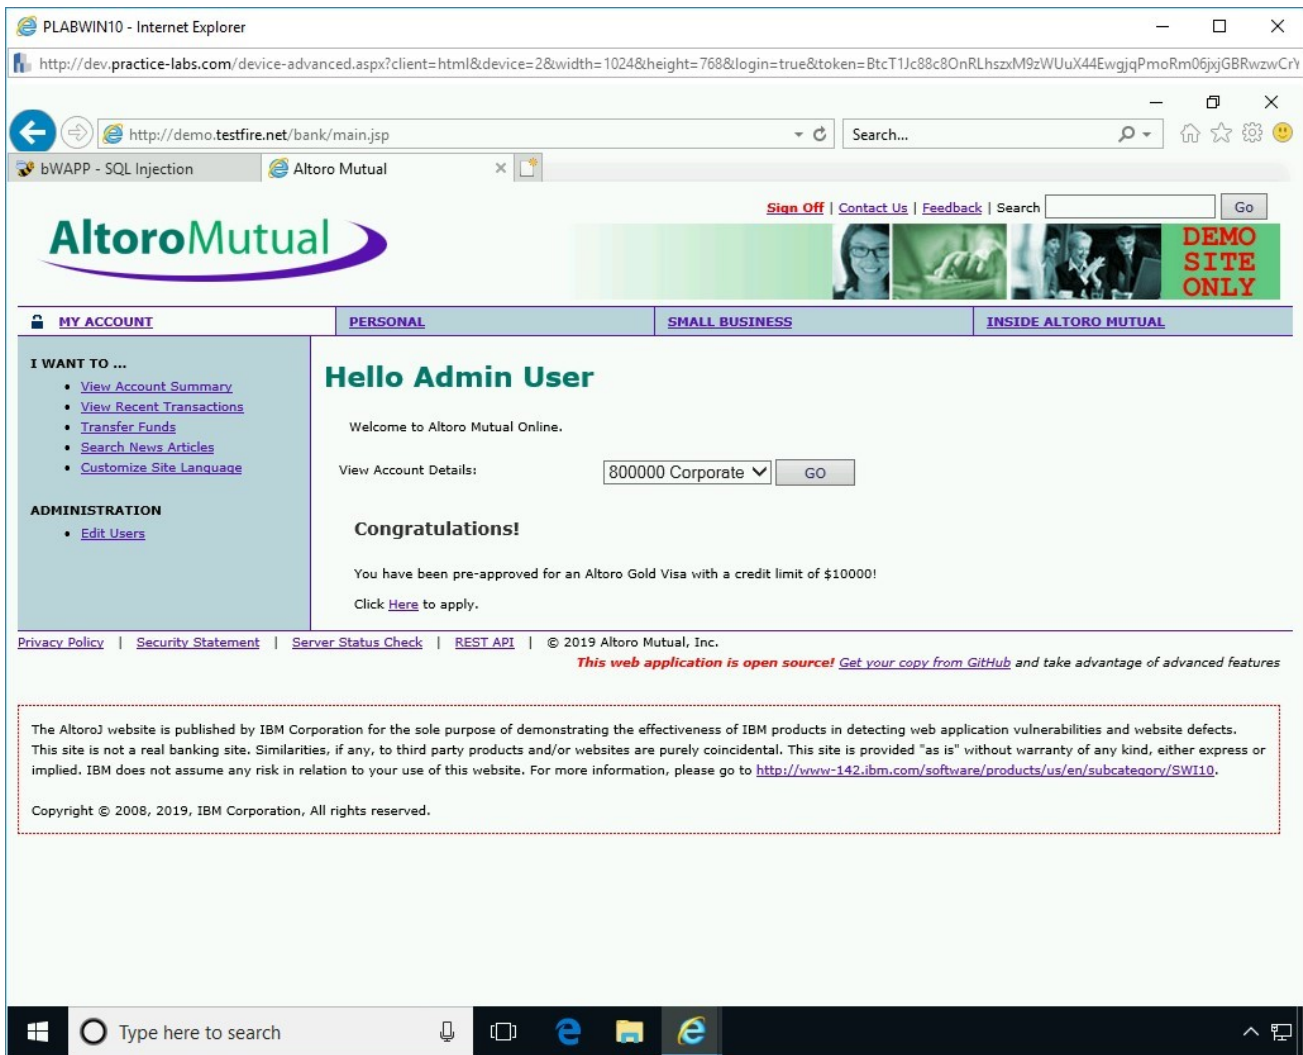 PLABWIN10 - Internet Explorer
http://dev.practice-labs.com/device-advanced.aspx?client=html&device=2&width=1024&height=768&login=true&token=BtcT1Jc88c8OnRLhszxM9zWUuX44EwgjqPmoRm06jxjGBRwzwCrY
http://demo.testfire.net/bank/main.jsp
Search...
bWAPP - SQL Injection
Altoro Mutual
Sign Off | Contact Us | Feedback | Search
Go
AltoroMutual
DEMO
SITE
ONLY
MY ACCOUNT
PERSONAL
SMALL BUSINESS
INSIDE ALTORO MUTUAL
I WANT TO ...
View Account Summary
View Recent Transactions
Transfer Funds
Search News Articles
Customize Site Language
ADMINISTRATION
Edit Users
Hello Admin User
Welcome to Altoro Mutual Online.
View Account Details:
800000 Corporate
GO
Congratulations!
You have been pre-approved for an Altoro Gold Visa with a credit limit of $10000!
Click Here to apply.
Privacy Policy | Security Statement | Server Status Check | REST API | © 2019 Altoro Mutual, Inc.
This web application is open source! Get your copy from GitHub and take advantage of advanced features
The AltoroJ website is published by IBM Corporation for the sole purpose of demonstrating the effectiveness of IBM products in detecting web application vulnerabilities and website defects.
This site is not a real banking site. Similarities, if any, to third party products and/or websites are purely coincidental. This site is provided "as is" without warranty of any kind, either express or
implied. IBM does not assume any risk in relation to your use of this website. For more information, please go to http://www-142.ibm.com/software/products/us/en/subcategory/SWI10.
Copyright © 2008, 2019, IBM Corporation, All rights reserved.
Type here to search